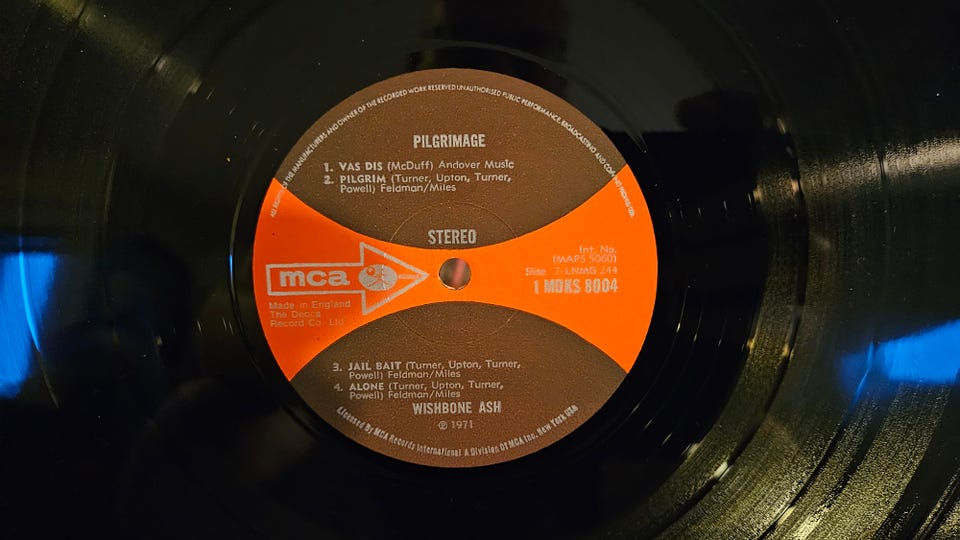 ALL RIGHTS OF THE MANUFACTURERS AND OWNER OF THE RECORDED WORK RESERVED UNAUTHORISED PUBLIC PERFORMANCE, BROADCASTING AND COPYING
PILGRIMAGE
1. VAS DIS (McDuff) Andover Music
2. PILGRIM (Turner, Upton, Turner,
Powell) Feldman/Miles
STEREO
Int. No.
(MAPS 5060)
mca
Side 7-LNMG 244
1 MDKS 8004
Made in England
The Decca
Record Co. Ltd.
3. JAIL BAIT (Turner, Upton, Turner,
Powell) Feldman/Miles
4. ALONE (Turner, Upton, Turner,
Powell) Feldman/Miles
WISHBONE ASH
℗ 1971
Licensed By MCA Records International A Division Of MCA Inc. New York USA